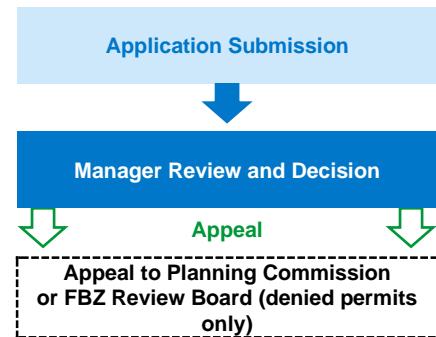 Application Submission
Manager Review and Decision
Appeal
Appeal to Planning Commission
or FBZ Review Board (denied permits
only)